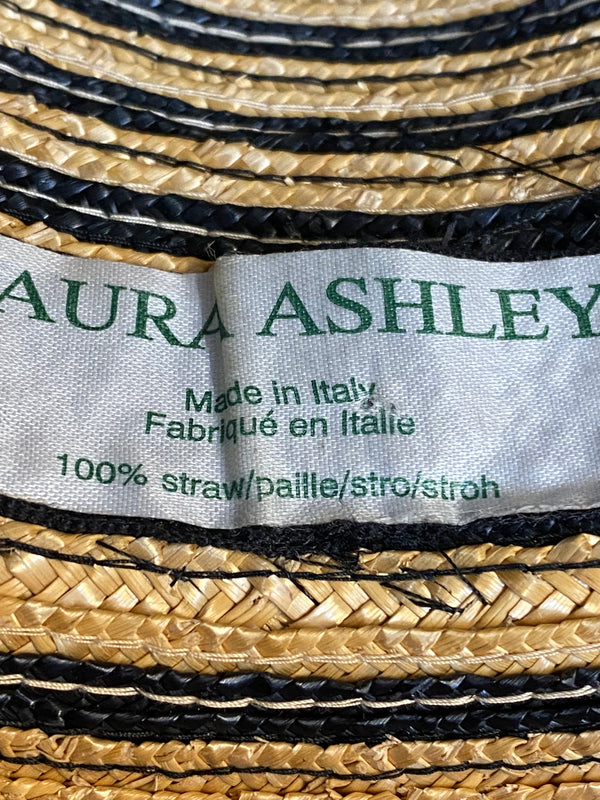 AURA ASHLEY
Made in Italy
Fabriqué en Italie
100% straw/paille/stro/stroh